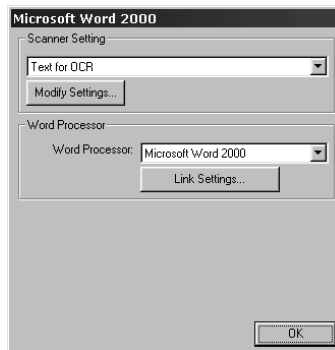 Microsoft Word 2000
Scanner Setting
Text for OCR
Modify Settings...
Word Processor
Word Processor: Microsoft Word 2000
Link Settings...
OK